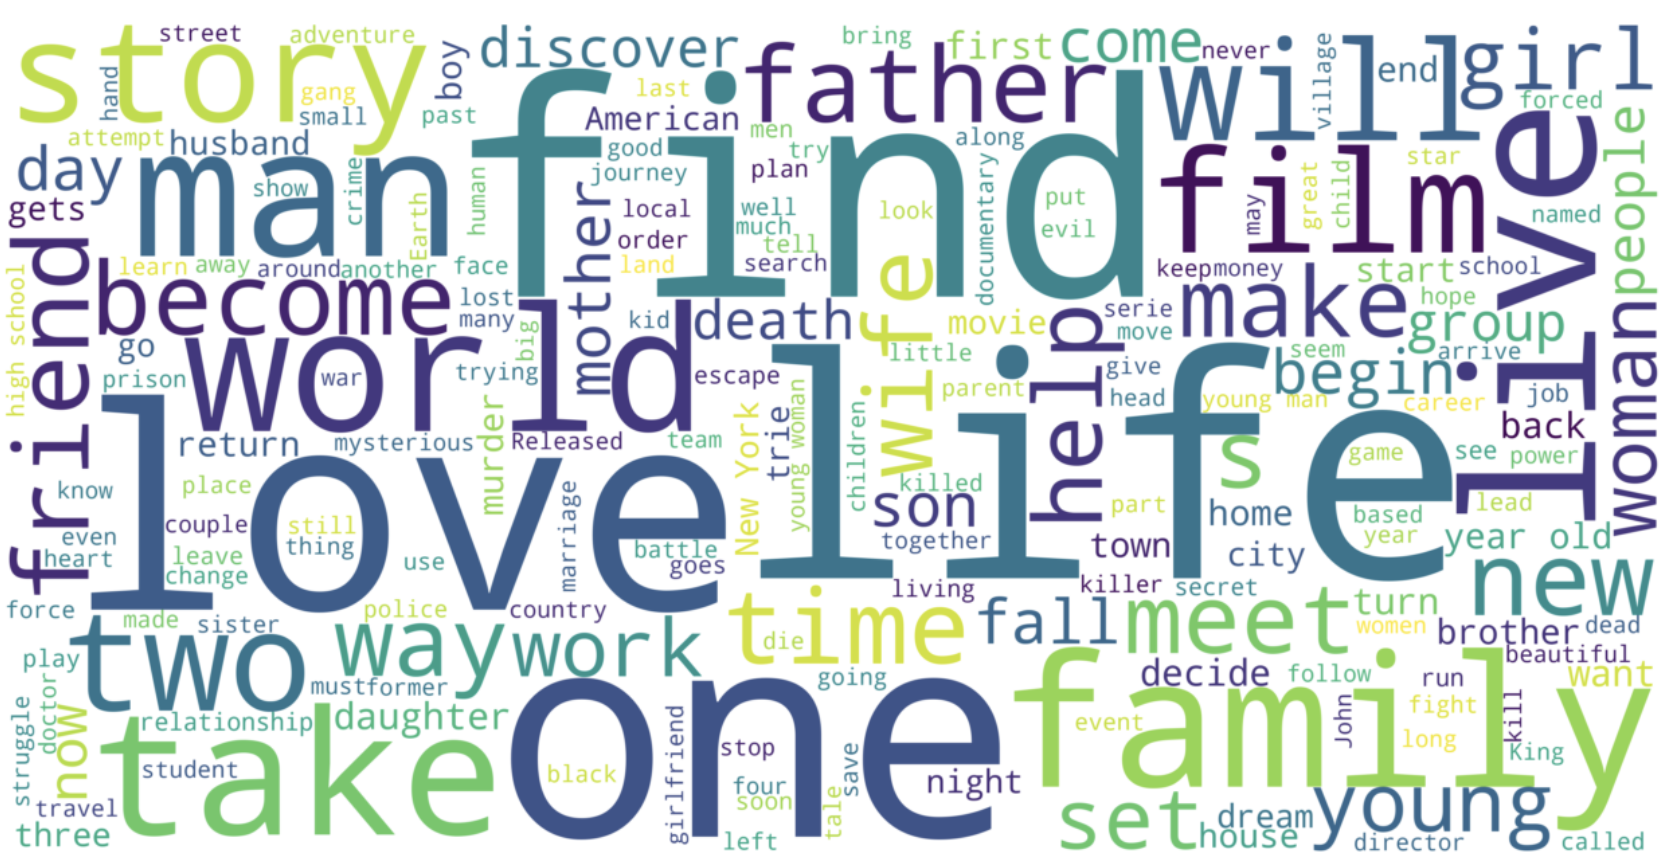 story
street
adventure
hand
gang
small
boy
past
discover
bring
first
come
never
village
end
girl
forced
attempt
husband
last
American
father
men
along
will
day
man
show
crime
Earth
human
good
journey
try
plan
find
documentary
put
evil
look
film
star
great
child
may
live
people
named
gets
friend
mother
local
order
land
well
much
tell
search
learn
away
around
another
face
keep
money
start
school
high school
become
lost
many
big
kid
death
wife
movie
serie
move
make
hope
group
go
world
war
prison
trying
little
help
give
head
seem
arrive
begin
woman
escape
parent
young man
career
job
back
return
mysterious
murder
Released
team
New York
trie
young woman
children
life
s
game
see
power
love
know
place
couple
still
thing
even
heart
leave
change
use
marriage
battle
goes
killed
son
together
part
home
city
based
year
lead
year old
town
living
killer
secret
new
force
made
sister
police
country
time
die
fall
meet
turn
women
brother
dead
beautiful
two
way
work
play
must
former
going
decide
follow
run
want
struggle
doctor
now
relationship
daughter
one
family
event
John
fight
long
kill
King
take
student
black
girlfriend
stop
four
soon
save
tale
night
travel
three
left
set
house
dream
young
director
called